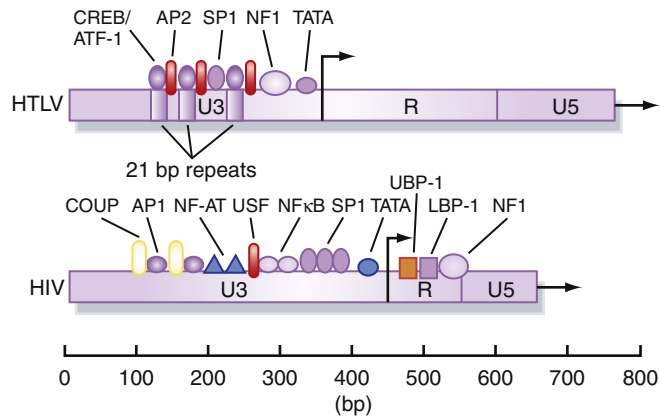 CREB/ AP2 SP1 NF1 TATA
ATF-1
HTLV U3 R U5
21 bp repeats
UBP-1
COUP AP1 NF-AT USF NFκB SP1 TATA LBP-1 NF1
HIV U3 R U5
0 100 200 300 400 500 600 700 800
(bp)